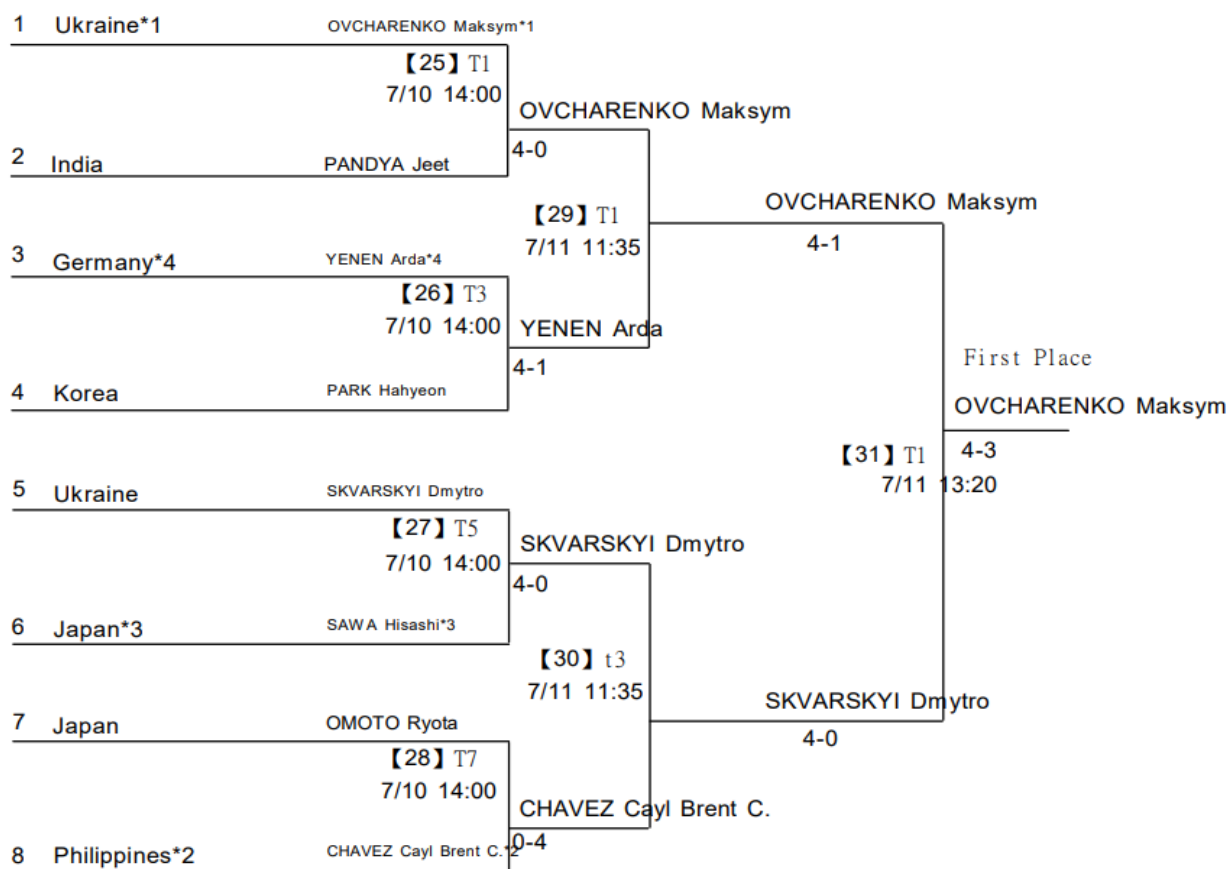 1 Ukraine*1 OVCHARENKO Maksym*1
【25】T1
7/10 14:00
OVCHARENKO Maksym
4-0
2 India PANDYA Jeet
OVCHARENKO Maksym
【29】T1
4-1
7/11 11:35
3 Germany*4 YENEN Arda*4
【26】T3
7/10 14:00
YENEN Arda
4-1
First Place
4 Korea PARK Hahyeon
OVCHARENKO Maksym
【31】T1
4-3
7/11 13:20
5 Ukraine SKVARSKYI Dmytro
【27】T5
7/10 14:00
SKVARSKYI Dmytro
4-0
6 Japan*3 SAWA Hisashi*3
【30】t3
7/11 11:35
SKVARSKYI Dmytro
4-0
7 Japan OMOTO Ryota
【28】T7
7/10 14:00
CHAVEZ Cayl Brent C.
0-4
8 Philippines*2 CHAVEZ Cayl Brent C.*2